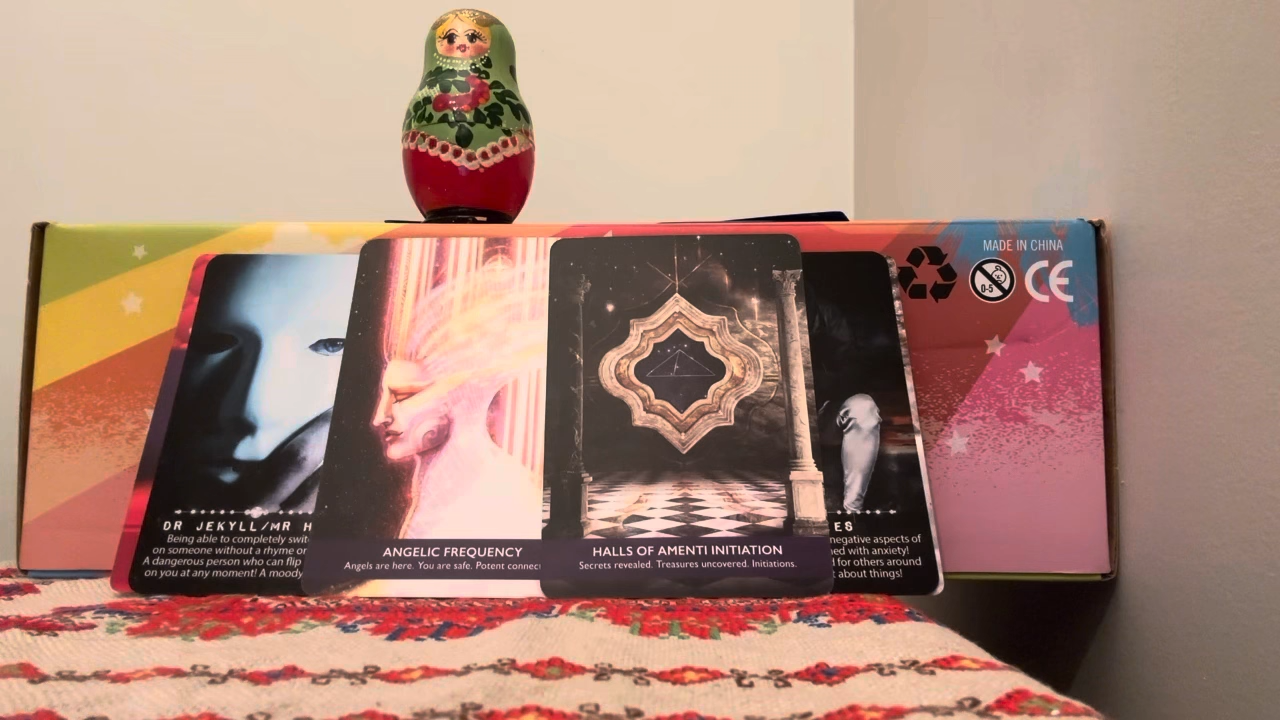 MADE IN CHINA
0-5
CE
DR JEKYLL/MR H
Being able to completely swit
on someone without a rhyme or
A dangerous person who can flip
on you at any moment! A moody
ANGELIC FREQUENCY
Angels are here. You are safe. Potent connect
HALLS OF AMENTI INITIATION
Secrets revealed. Treasures uncovered. Initiations.
ES
negative aspects of
ned with anxiety!
d for others around
t about things!